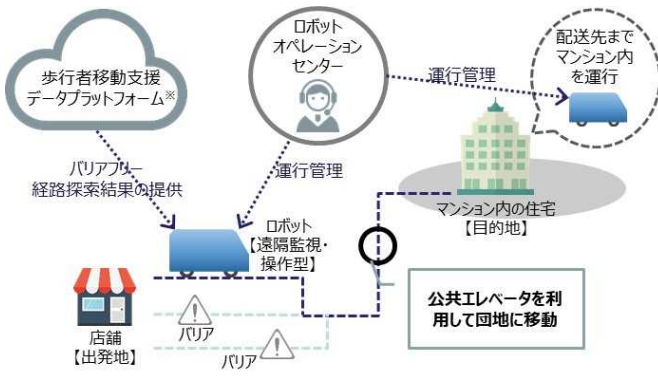 歩行者移動支援
データプラットフォーム※
ロボット
オペレーション
センター
配送先まで
マンション内
を運行
運行管理
バリアフリー
経路探索結果の提供
運行管理
ロボット
【遠隔監視・
操作型】
マンション内の住宅
【目的地】
店舗
【出発地】
バリア
バリア
公共エレベータを利
用して団地に移動